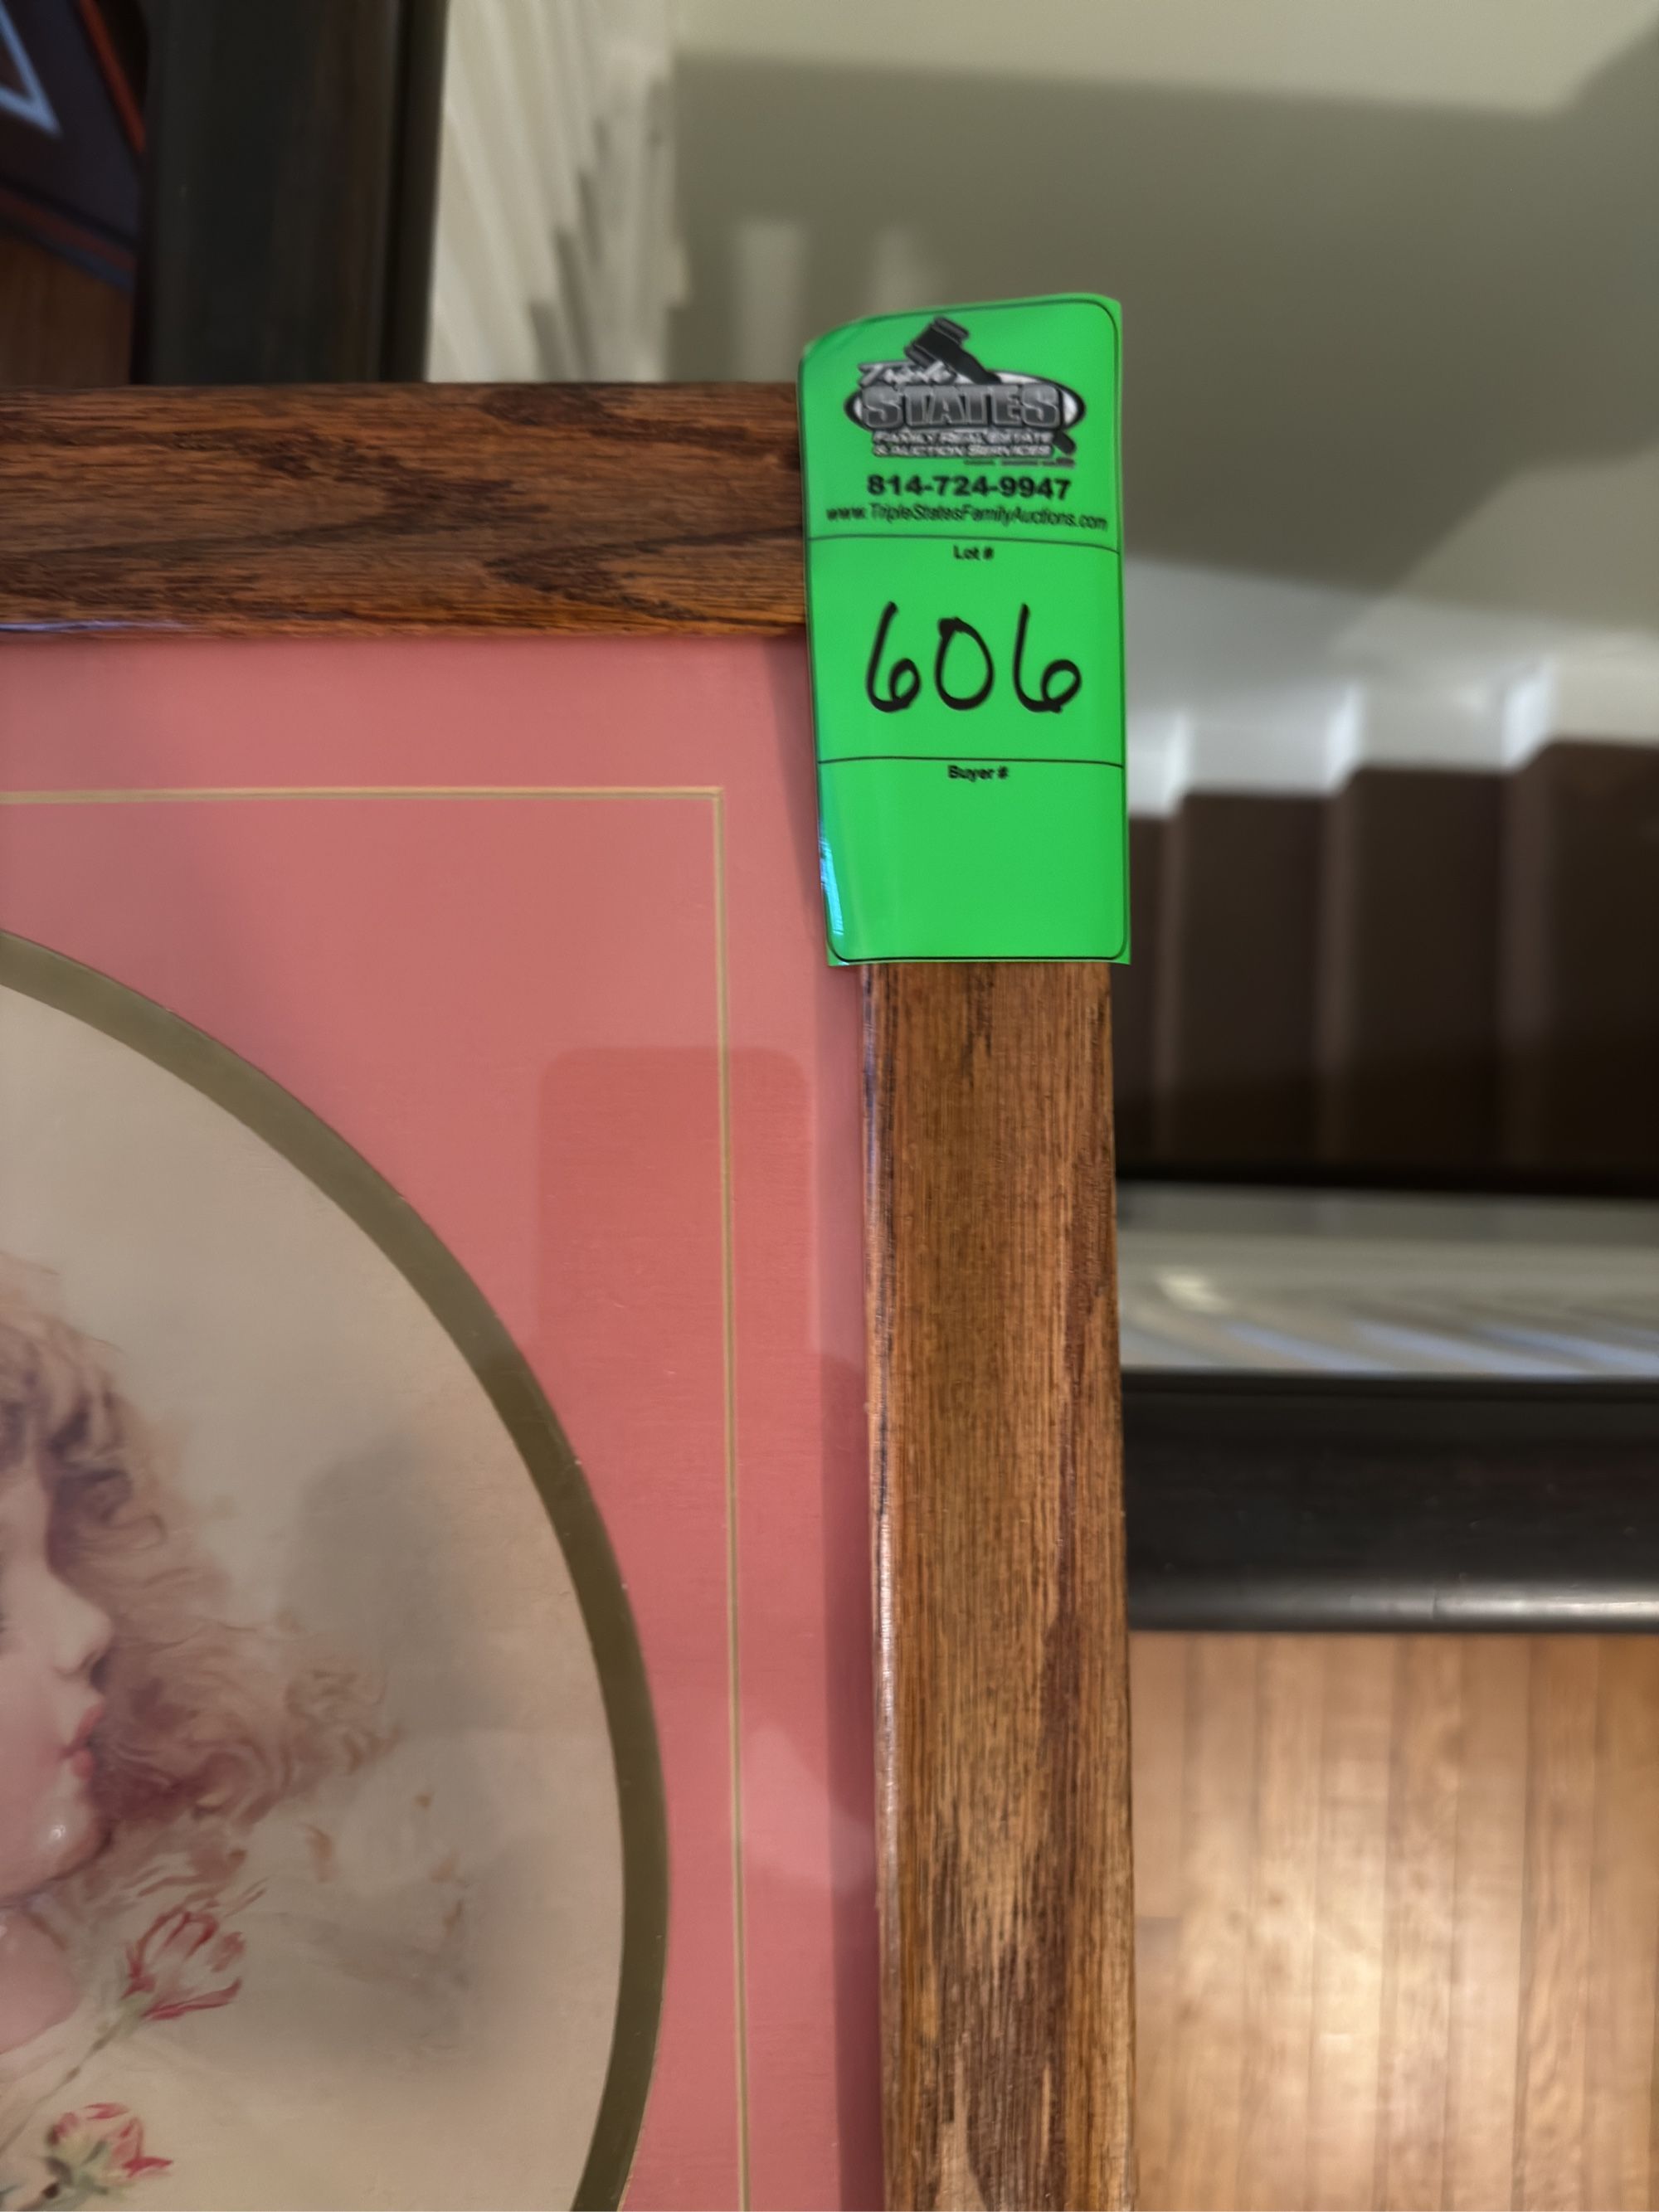 Triple
STATES
FAMILY REAL ESTATE
& AUCTION SERVICES
814-724-9947
www.TripleStatesFamilyAuctions.com
Lot #
606
Buyer #